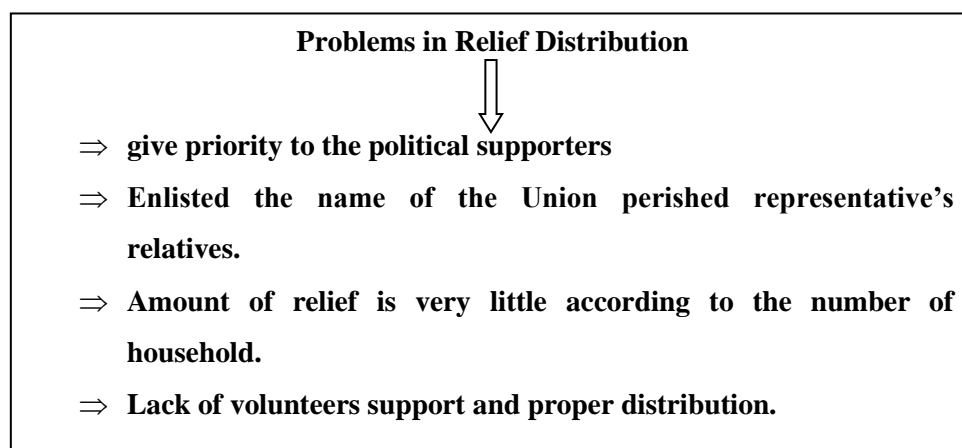 Problems in Relief Distribution
⇒ give priority to the political supporters
⇒ Enlisted the name of the Union perished representative's
relatives.
⇒ Amount of relief is very little according to the number of
household.
⇒ Lack of volunteers support and proper distribution.